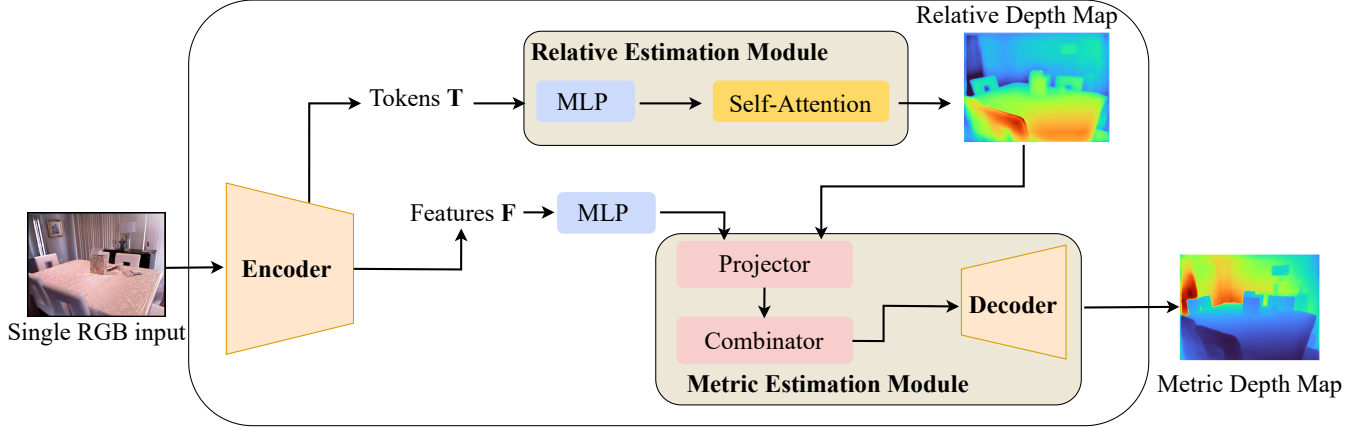 Relative Depth Map
Relative Estimation Module
Tokens T
MLP
Self-Attention
Features F
MLP
Encoder
Projector
Decoder
Single RGB input
Combinator
Metric Estimation Module
Metric Depth Map